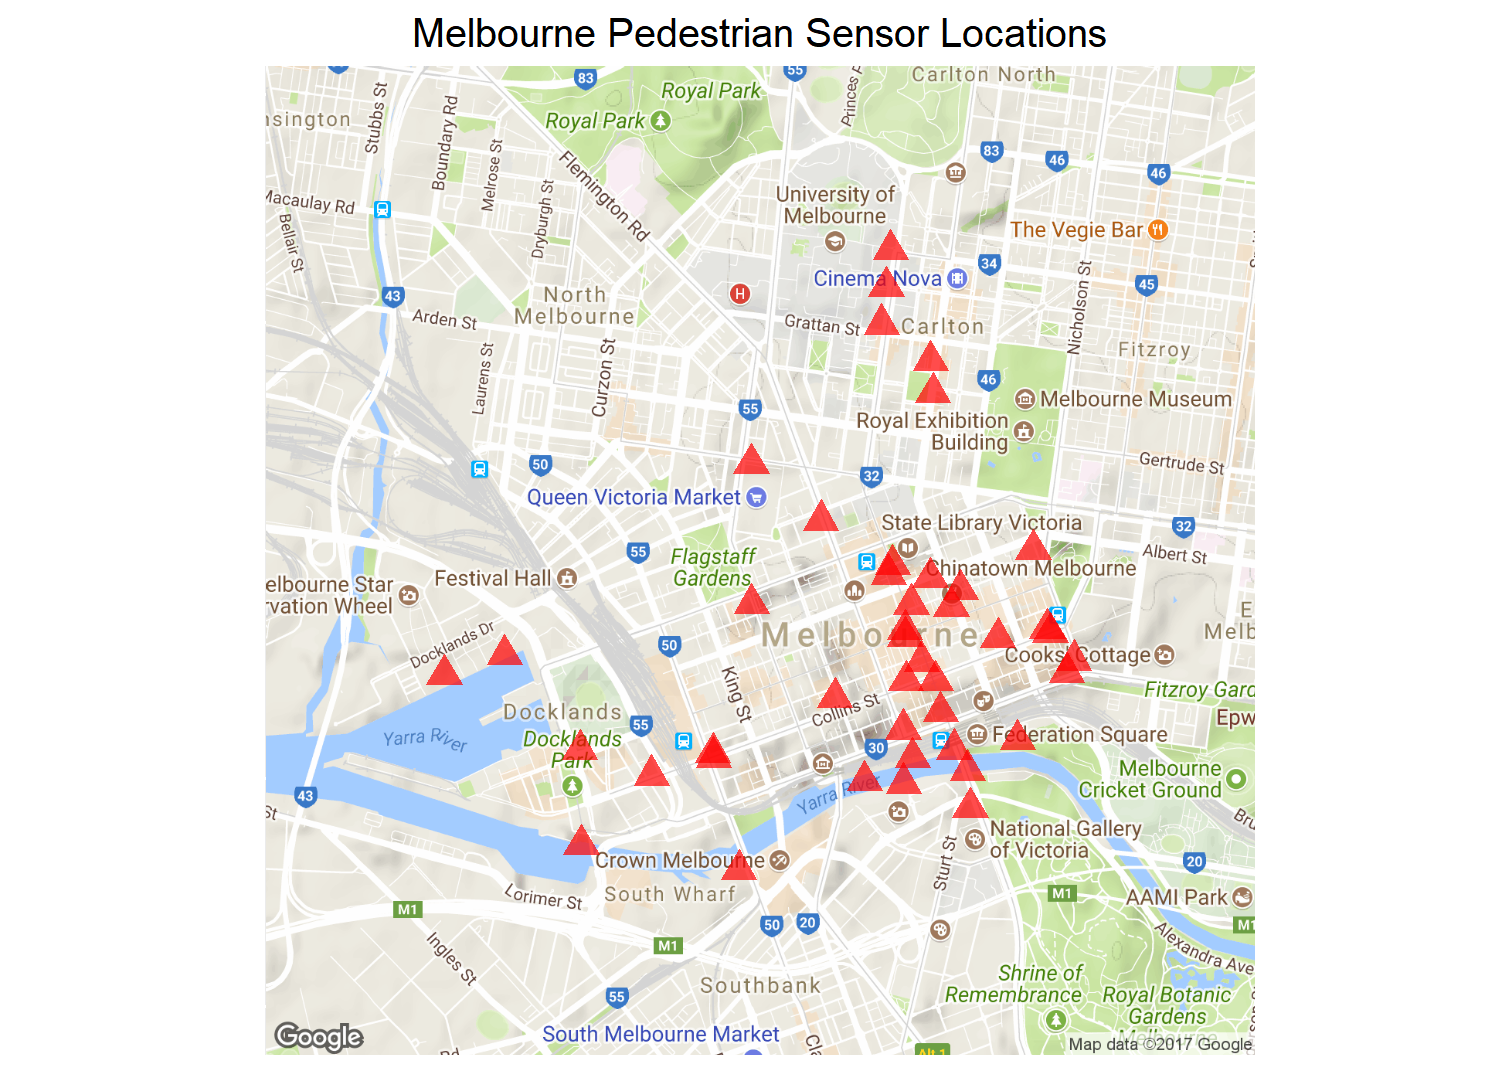 Melbourne Pedestrian Sensor Locations
55
83
Carlton North
Royal Park
Stubbs St
Boundary Rd
Princes
nsington
Royal Park
Melrose St
Flemington Rd
83
46
46
University of
Melbourne
Macaulay Rd
Dryburgh St
Bellair St
The Vegie Bar
34
Cinema Nova
45
H
43
North
Melbourne
Nicholson St
Arden St
Grattan St
Carlton
Fitzroy
Laurens St
Curzon St
46
Melbourne Museum
55
Royal Exhibition
Building
50
32
Gertrude St
Queen Victoria Market
State Library Victoria
32
55
Flagstaff
Gardens
Albert St
Festival Hall
Chinatown Melbourne
elbourne Star
rvation Wheel
E
Melb
Docklands Dr
50
Melbourne
Cooks' Cottage
King St
Collins St
Fitzroy Gard
Docklands
55
Epw
Yarra River
Docklands
Park
30
Federation Square
Melbourne
Cricket Ground
43
Yarra River
St
Bru
National Gallery
of Victoria
Crown Melbourne
Sturt St
20
Lorimer St
South Wharf
M1
AAMI Park
M1
50
20
M1
M1
Ingles St
Alexandra Ave
Shrine of
Remembrance
Southbank
55
Royal Botanic
Gardens
Melbourne
South Melbourne Market
Google
Rd
Cla
Alt 1
Map data ©2017 Google